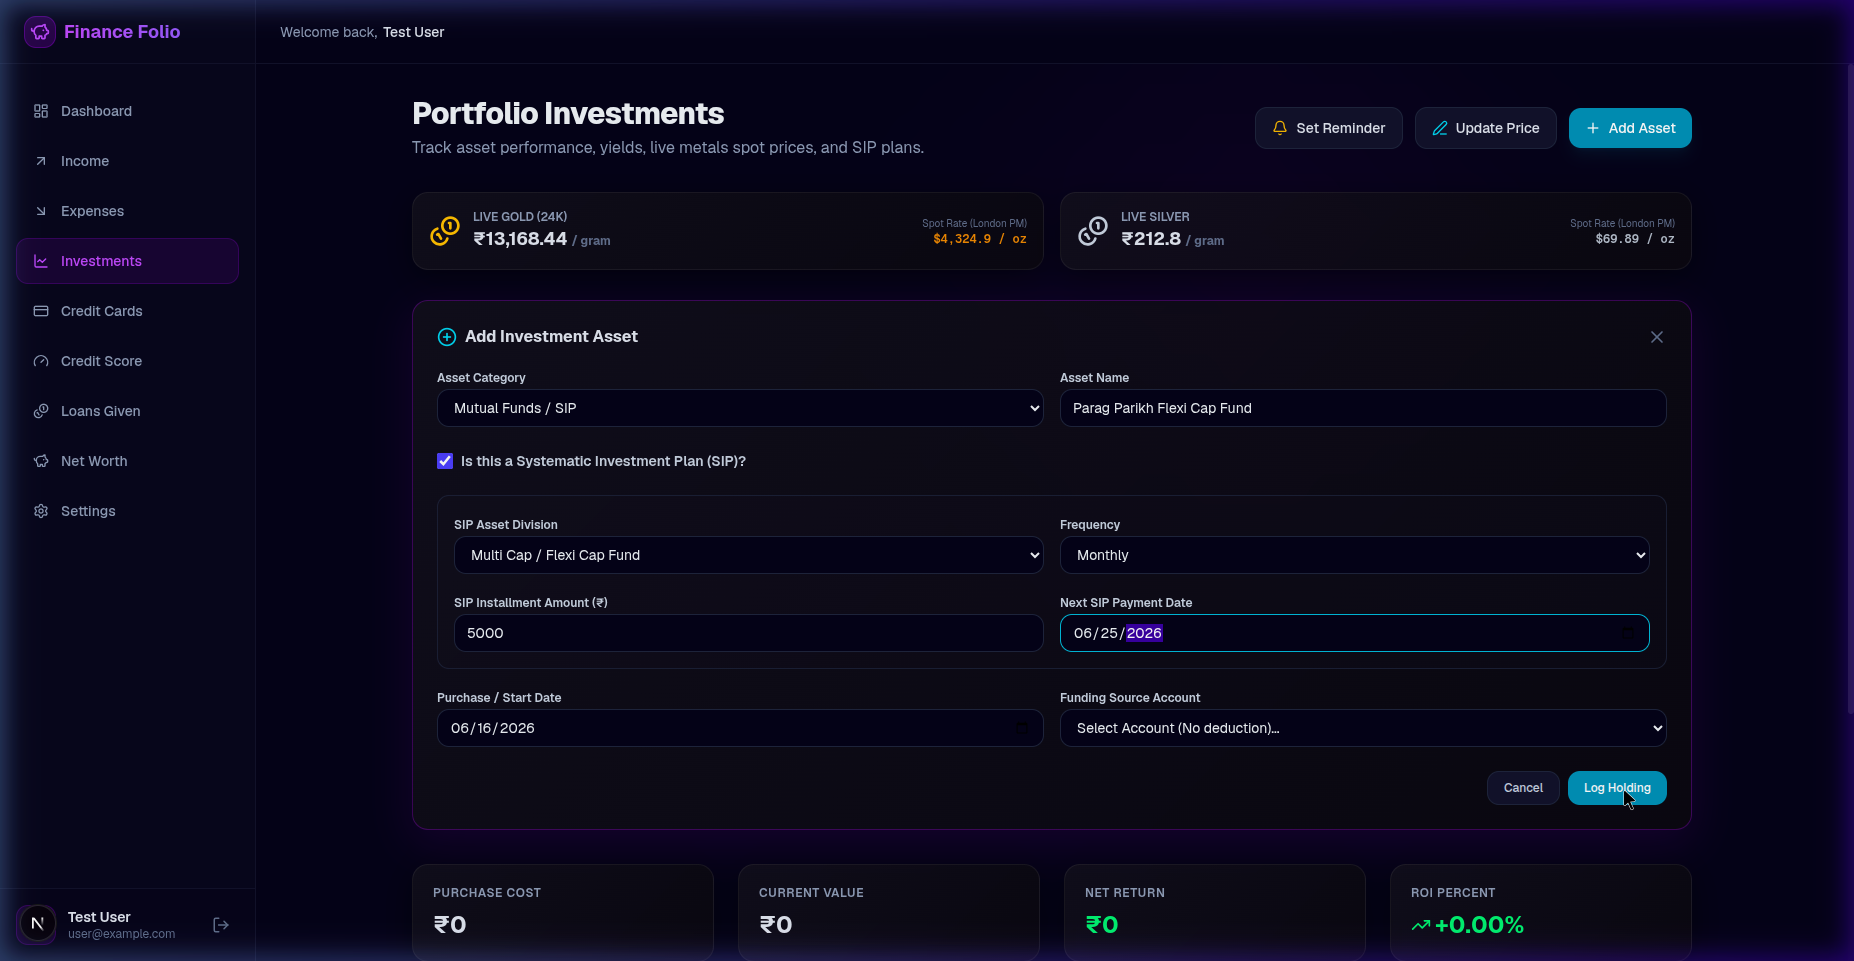 Finance Folio
Welcome back, Test User
Dashboard
Income
Expenses
Investments
Credit Cards
Credit Score
Loans Given
Net Worth
Settings
Test User
user@example.com
N
Portfolio Investments
Track asset performance, yields, live metals spot prices, and SIP plans.
Set Reminder
Update Price
Add Asset
LIVE GOLD (24K)
₹13,168.44 / gram
Spot Rate (London PM)
$4,324.9 / oz
LIVE SILVER
₹212.8 / gram
Spot Rate (London PM)
$69.89 / oz
Add Investment Asset
Asset Category
Mutual Funds / SIP
Asset Name
Parag Parikh Flexi Cap Fund
Is this a Systematic Investment Plan (SIP)?
SIP Asset Division
Multi Cap / Flexi Cap Fund
Frequency
Monthly
SIP Installment Amount (₹)
5000
Next SIP Payment Date
06/25/2026
Purchase / Start Date
06/16/2026
Funding Source Account
Select Account (No deduction)...
Cancel
Log Holding
PURCHASE COST
₹0
CURRENT VALUE
₹0
NET RETURN
₹0
ROI PERCENT
+0.00%